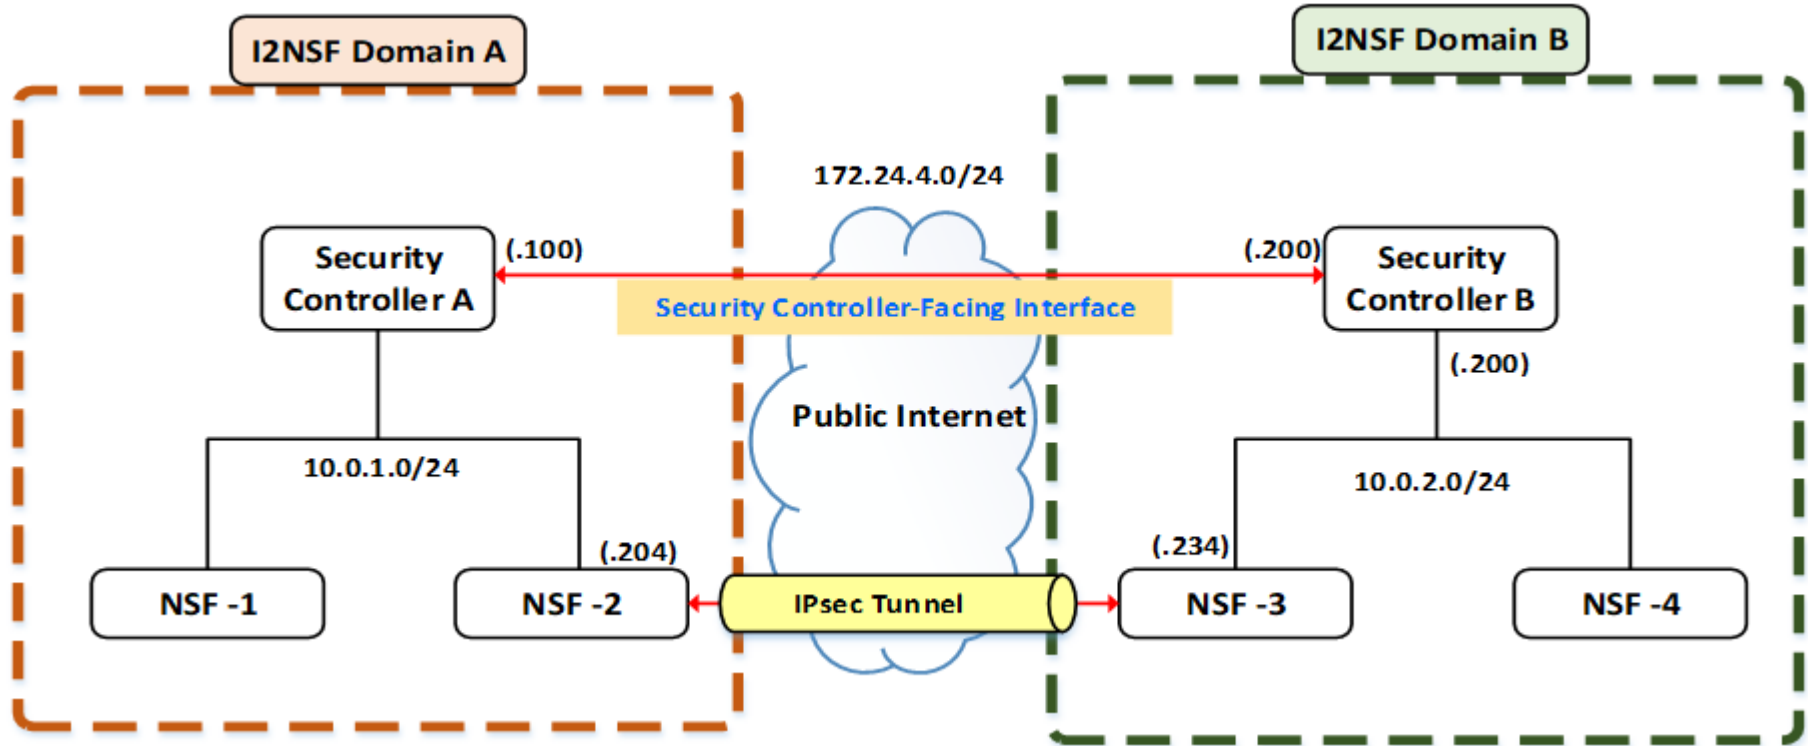 I2NSF Domain A
I2NSF Domain B
172.24.4.0/24
(.100)
(.200)
Security
Controller A
Security
Controller B
Security Controller-Facing Interface
(.200)
Public Internet
10.0.1.0/24
10.0.2.0/24
(.204)
(.234)
NSF -1
NSF -2
IPsec Tunnel
NSF -3
NSF -4